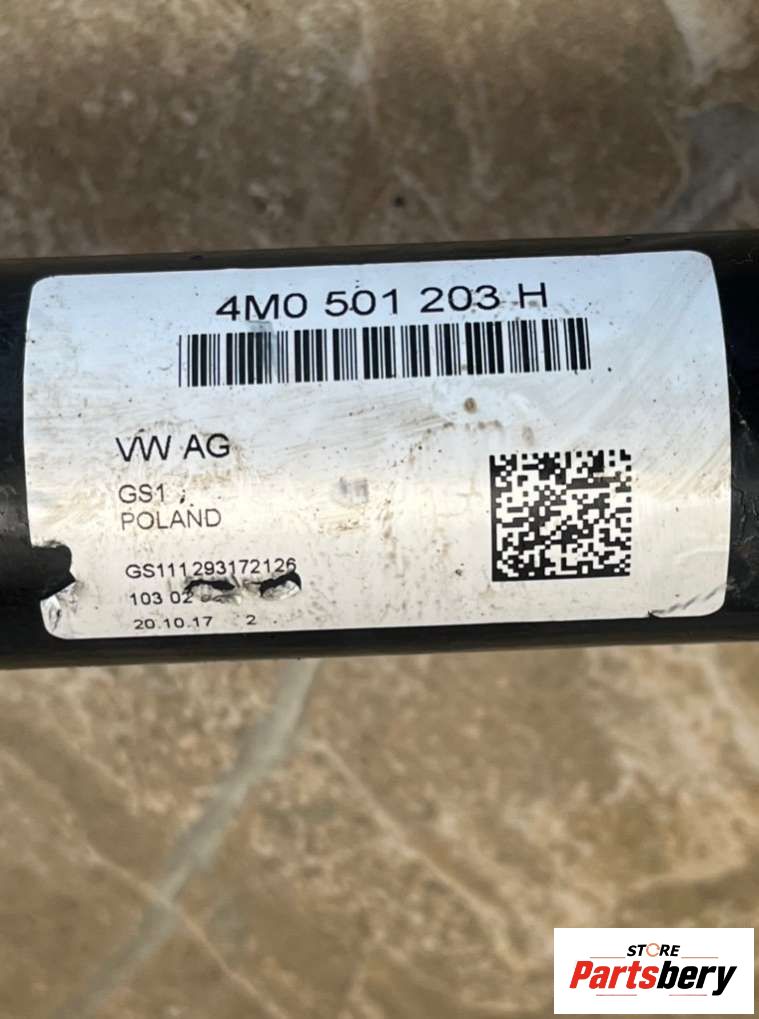 4M0 501 203 H
VW AG
GS1
POLAND
GS111293172126
103 02
20.10.17 2
STORE
Partsbery